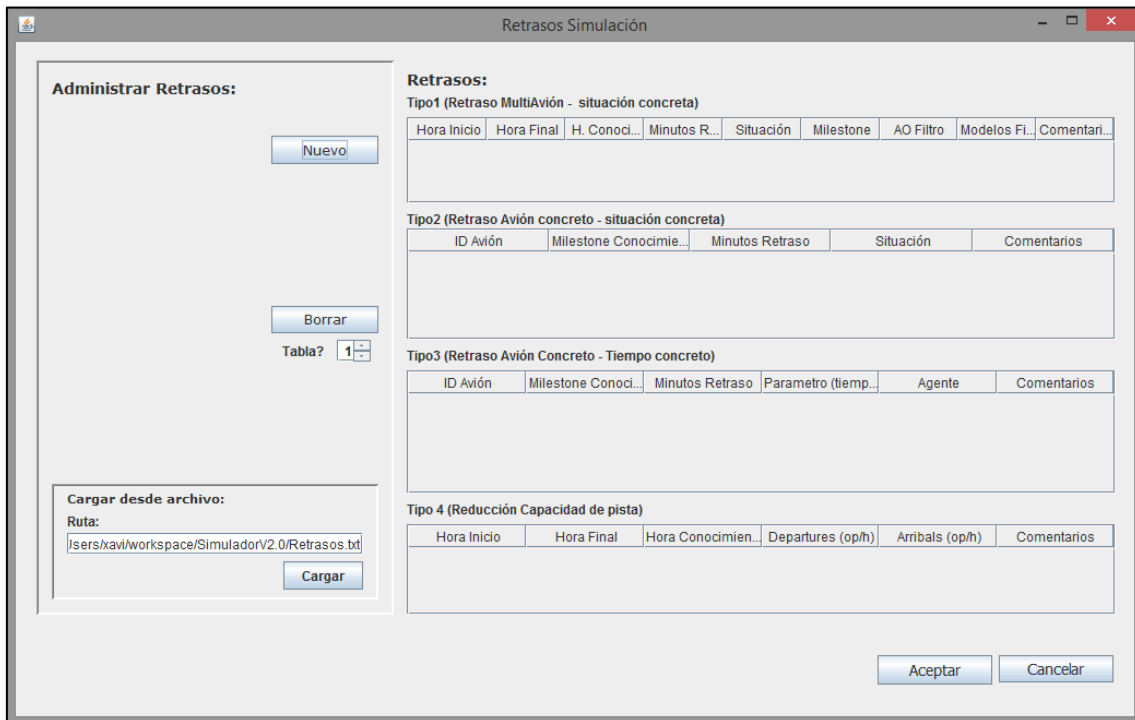 Retrasos Simulación
Administrar Retrasos:
Nuevo
Borrar
Tabla? 1
Cargar desde archivo:
Ruta:
Jsers/xavi/workspace/SimuladorV2.0/Retrasos.txt
Cargar
Retrasos:
Tipo1 (Retraso MultiAvión - situación concreta)
Hora Inicio Hora Final H. Conoci... Minutos R... Situación Milestone AO Filtro Modelos Fi... Comentari...
Tipo2 (Retraso Avión concreto - situación concreta)
ID Avión Milestone Conocimie... Minutos Retraso Situación Comentarios
Tipo3 (Retraso Avión Concreto - Tiempo concreto)
ID Avión Milestone Conoci... Minutos Retraso Parametro (tiemp... Agente Comentarios
Tipo 4 (Reducción Capacidad de pista)
Hora Inicio Hora Final Hora Conocimien... Departures (op/h) Arribals (op/h) Comentarios
Aceptar Cancelar